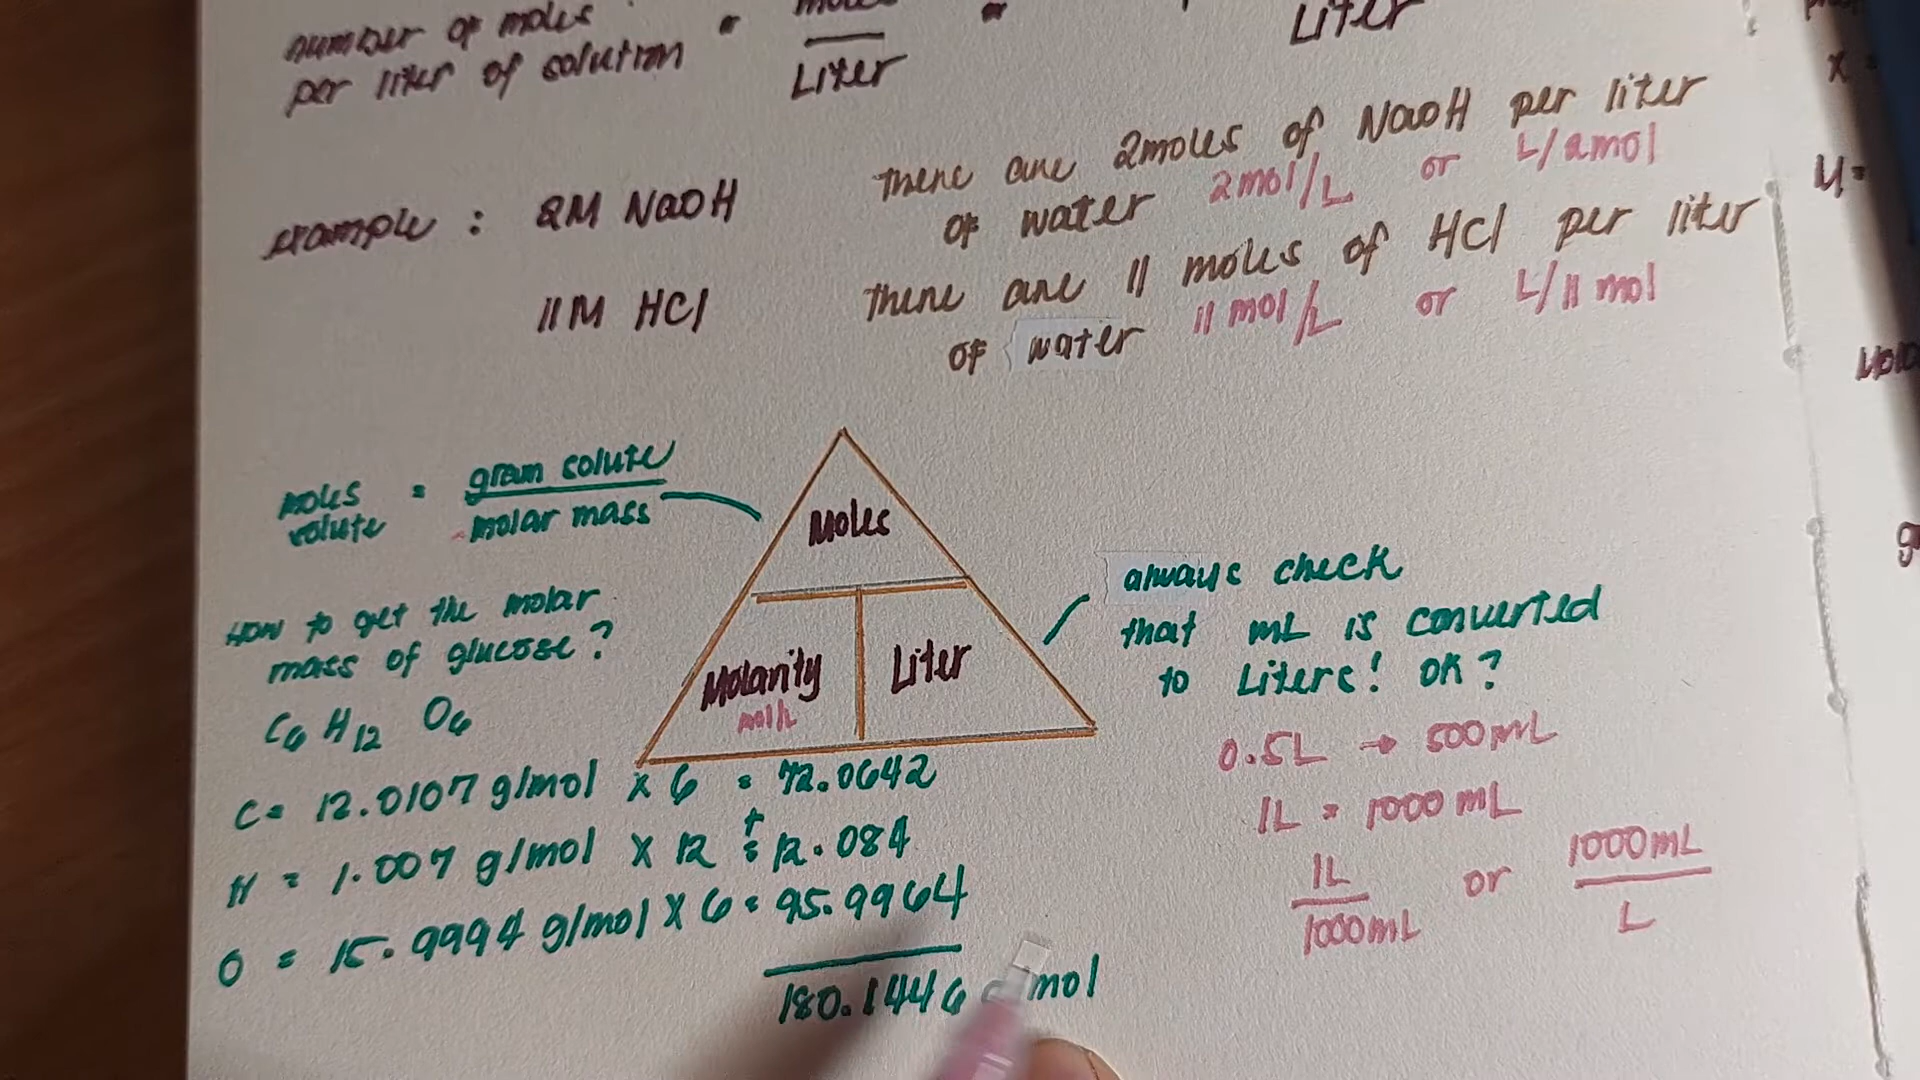 number of moles
per liter of solution
Liter
Liter
example : 2M NaOH
There are 2moles of NaOH per liter
of water 2mol/L or L/2mol
11M HCl
There are 11 moles of HCl per liter
of water 11 mol/L or L/11 mol
moles solute = gram solute
molar mass
Moles
Molarity
mol/L
Liter
always check
that mL is converted
to Liters! OK?
0.5L → 500mL
1L = 1000 mL
1L
1000mL
or
1000mL
L
How to get the molar
mass of glucose?
C6 H12 O6
C = 12.0107 g/mol x 6 = 72.0642
+
H = 1.007 g/mol x 12 = 12.084
O = 15.9994 g/mol x 6 = 95.9964
180.1446 mol